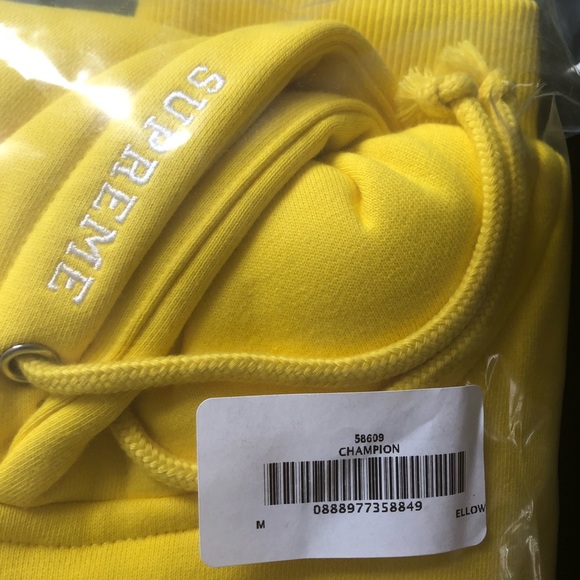 SUPREME
58609
CHAMPION
0888977358849
M
ELLOW